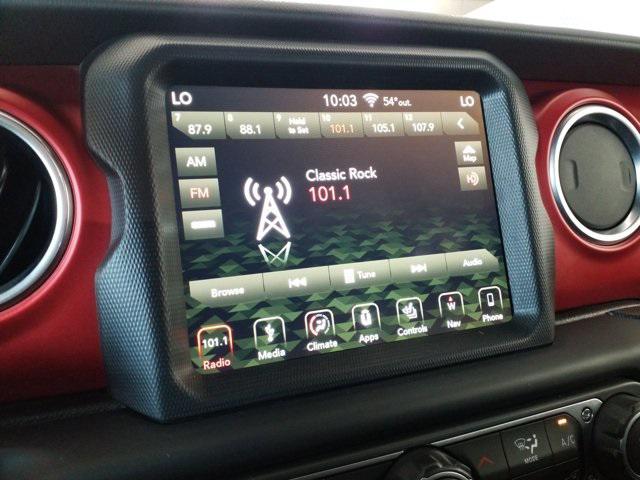 LO 10:03 54°out. LO
7 8 9 10 11 12
87.9 88.1 Hold to Set 101.1 105.1 107.9
AM
Map
FM
Classic Rock
101.1
Browse Tune Audio
101.1 W
Radio Media Climate Apps Controls Nav Phone
MODE A/C